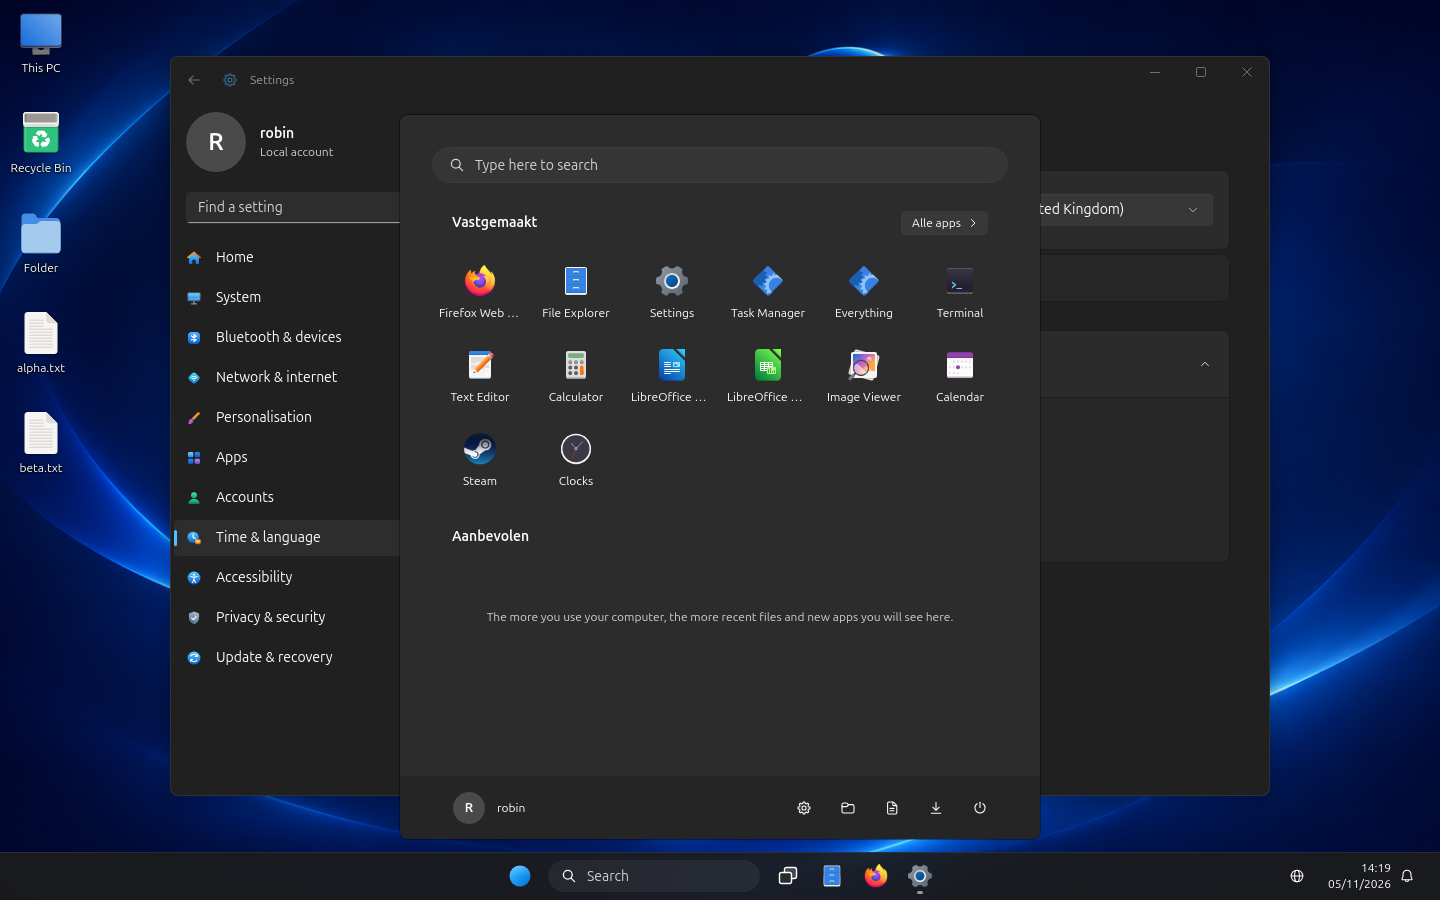 This PC
Recycle Bin
Folder
alpha.txt
beta.txt
Settings
R
robin
Local account
Find a setting
Home
System
Bluetooth & devices
Network & internet
Personalisation
Apps
Accounts
Time & language
Accessibility
Privacy & security
Update & recovery
ted Kingdom)
Type here to search
Vastgemaakt
Alle apps
Firefox Web ...
File Explorer
Settings
Task Manager
Everything
Terminal
Text Editor
Calculator
LibreOffice ...
LibreOffice ...
Image Viewer
Calendar
Steam
Clocks
Aanbevolen
The more you use your computer, the more recent files and new apps you will see here.
R
robin
Search
14:19
05/11/2026